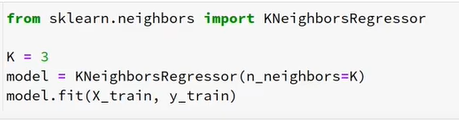 from sklearn.neighbors import KNeighborsRegressor
K = 3
model = KNeighborsRegressor(n_neighbors=K)
model.fit(X_train, y_train)